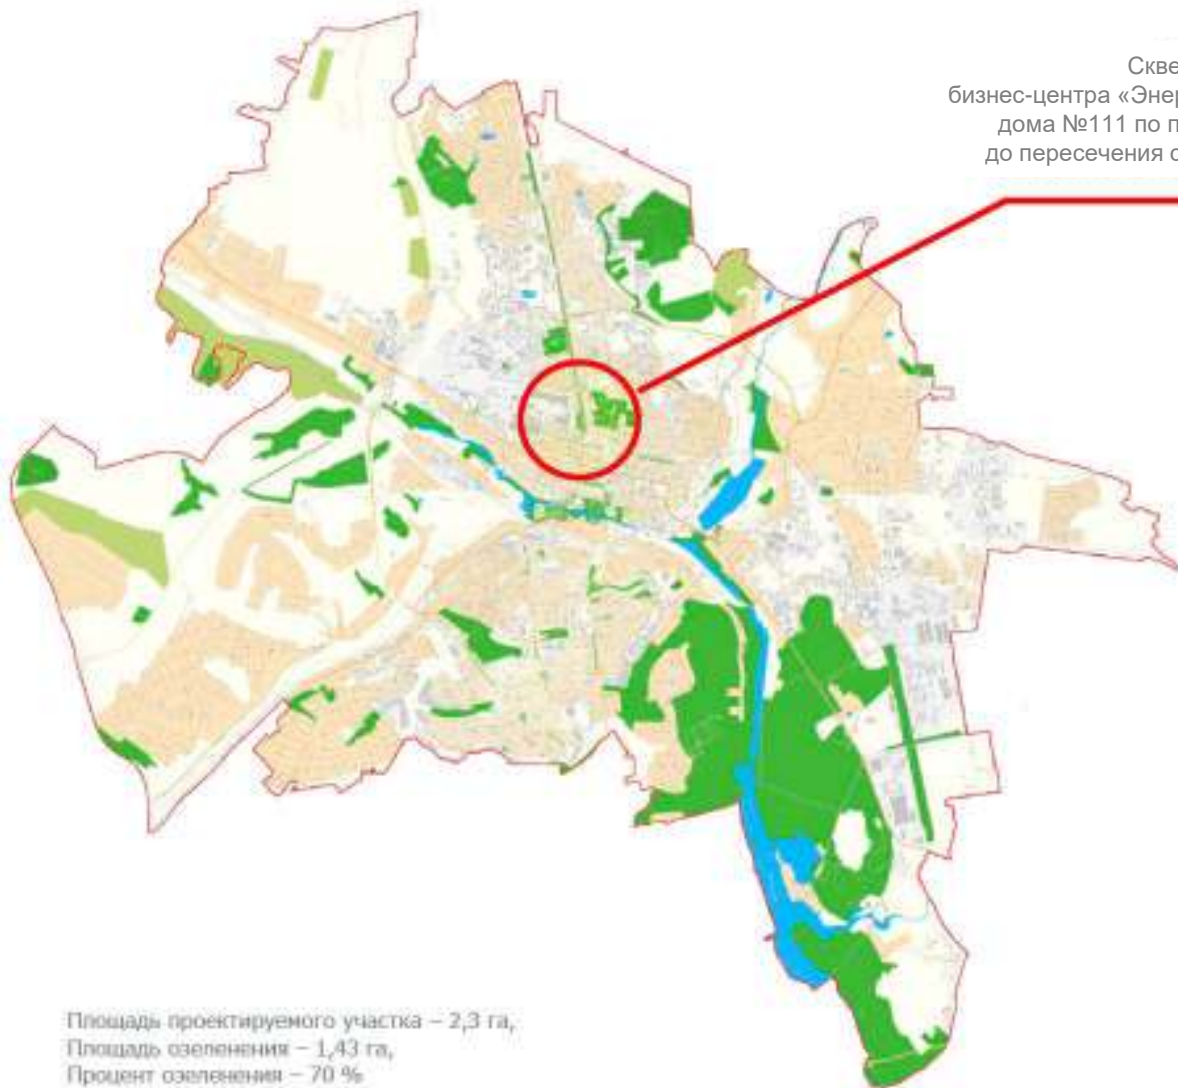 Скве
бизнес-центра «Энер
дома №111 по п
до пересечения с
Площадь проектируемого участка – 2,3 га,
Площадь озеленения – 1,43 га,
Процент озеленения – 70 %